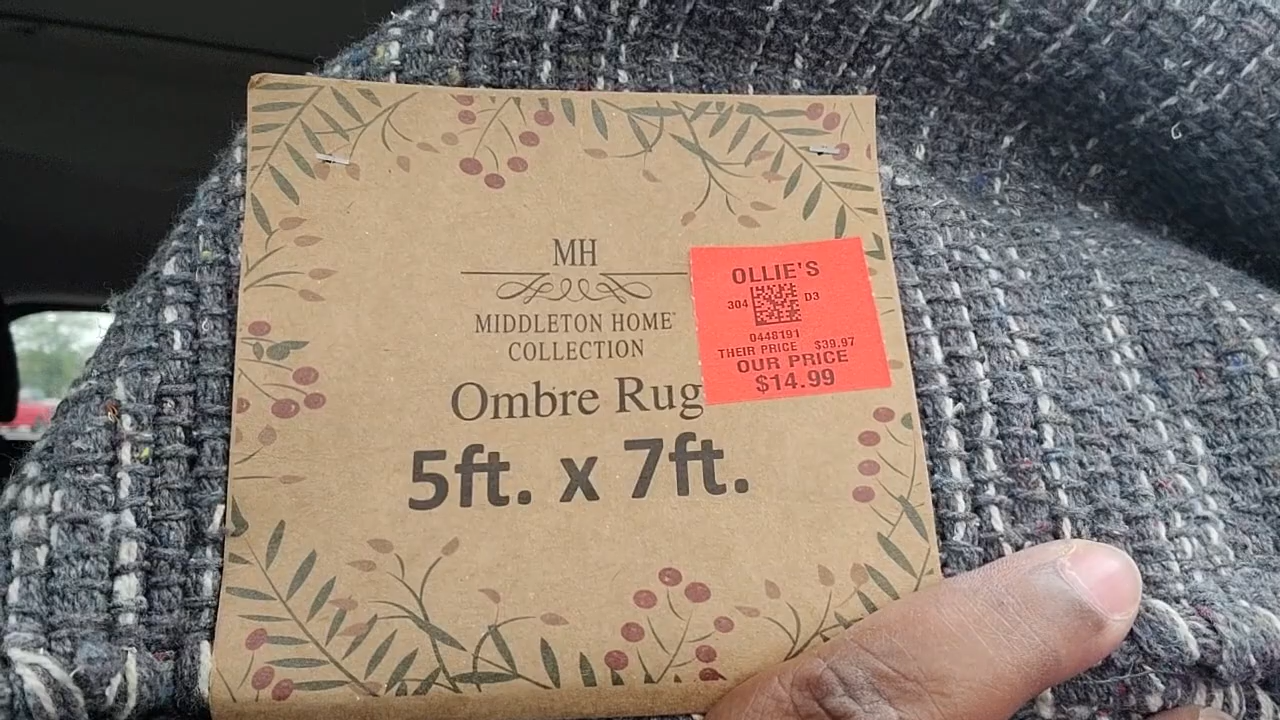 MH
MIDDLETON HOME
COLLECTION
Ombre Rug
5ft. x 7ft.
OLLIE'S
304 D3
0448191
THEIR PRICE $39.97
OUR PRICE
$14.99